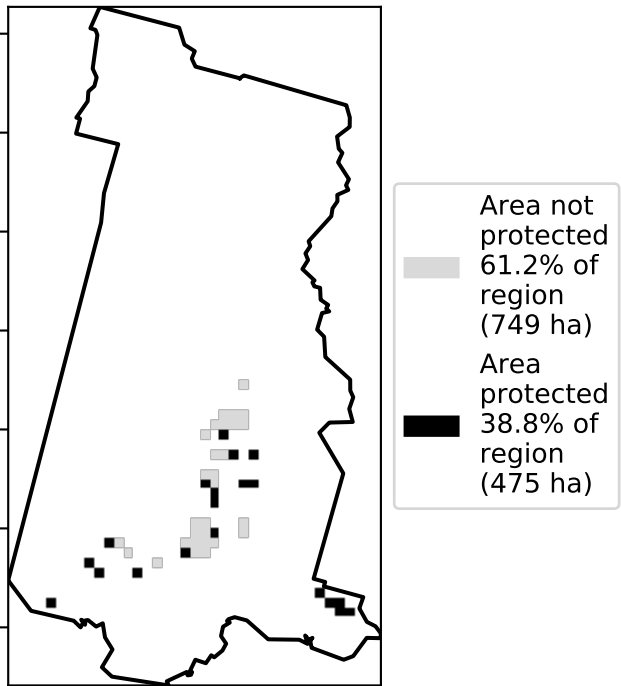 Area not
protected
61.2% of
region
(749 ha)
Area
protected
38.8% of
region
(475 ha)